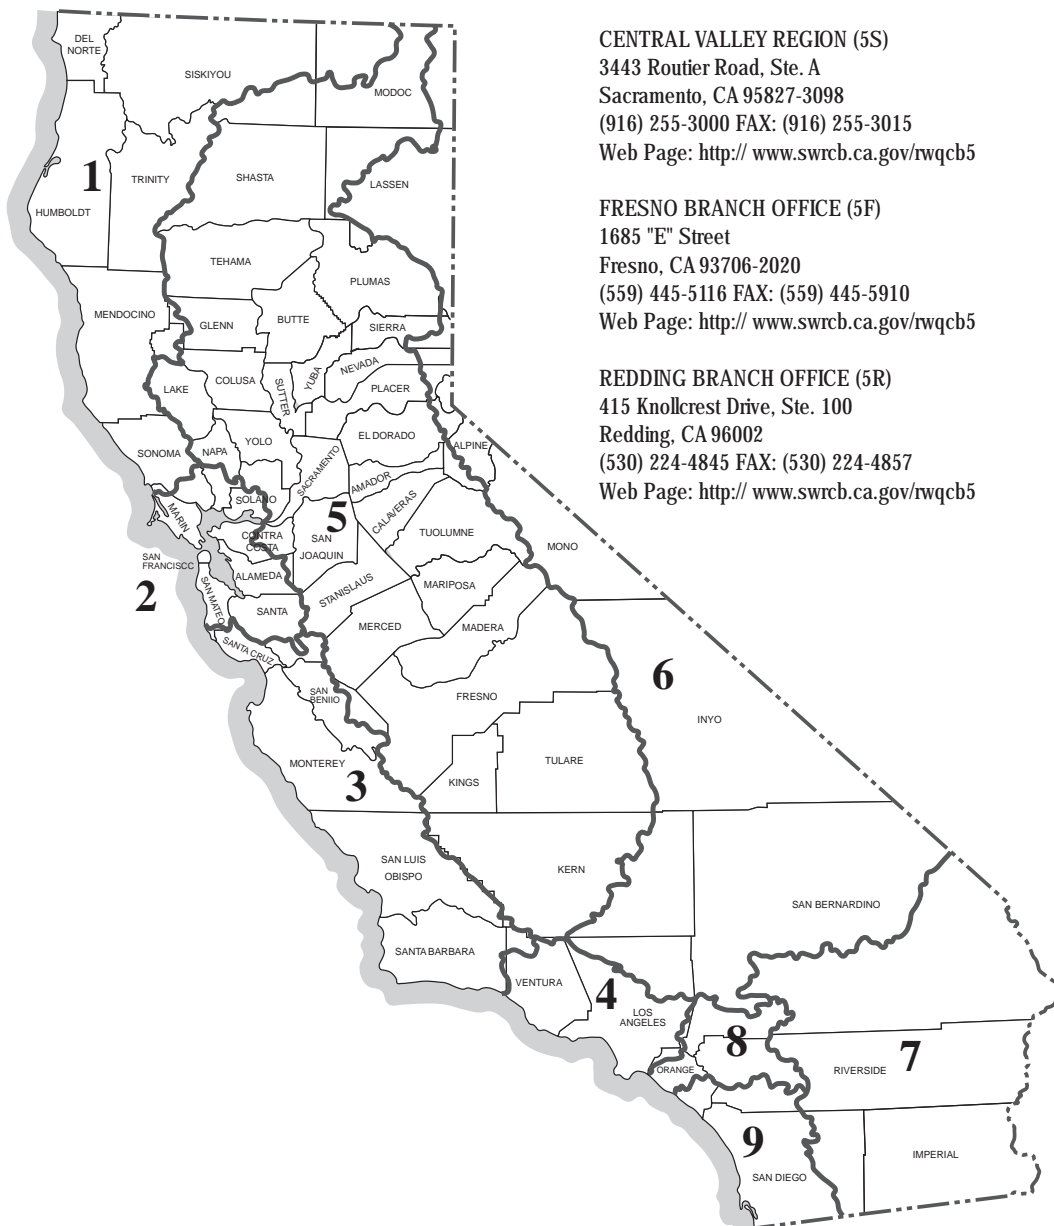 CENTRAL VALLEY REGION (5S)
3443 Routier Road, Ste. A
Sacramento, CA 95827-3098
(916) 255-3000 FAX: (916) 255-3015
Web Page: http:// www.swrcb.ca.gov/rwqcb5
FRESNO BRANCH OFFICE (5F)
1685 "E" Street
Fresno, CA 93706-2020
(559) 445-5116 FAX: (559) 445-5910
Web Page: http:// www.swrcb.ca.gov/rwqcb5
REDDING BRANCH OFFICE (5R)
415 Knollcrest Drive, Ste. 100
Redding, CA 96002
(530) 224-4845 FAX: (530) 224-4857
Web Page: http:// www.swrcb.ca.gov/rwqcb5
DEL
NORTE
SISKIYOU
MODOC
1
TRINITY
SHASTA
LASSEN
HUMBOLDT
TEHAMA
PLUMAS
MENDOCINO
GLENN
BUTTE
SIERRA
NEVADA
YUBA
SUTTER
COLUSA
LAKE
PLACER
EL DORADO
YOLO
SONOMA
NAPA
SACRAMENTO
ALPINE
AMADOR
SOLANO
CALAVERAS
MARIN
5
SAN
JOAQUIN
CONTRA
COSTA
TUOLUMNE
MONO
SAN
FRANCISCC
ALAMEDA
STANISLAUS
MARIPOSA
2
SAN MATEO
SANTA
MERCED
MADERA
SANTA CRUZ
6
SAN
BENIIO
FRESNO
INYO
MONTEREY
3
KINGS
TULARE
SAN LUIS
OBISPO
KERN
SAN BERNARDINO
SANTA BARBARA
VENTURA
4
LOS
ANGELES
8
7
ORANGE
RIVERSIDE
9
SAN DIEGO
IMPERIAL